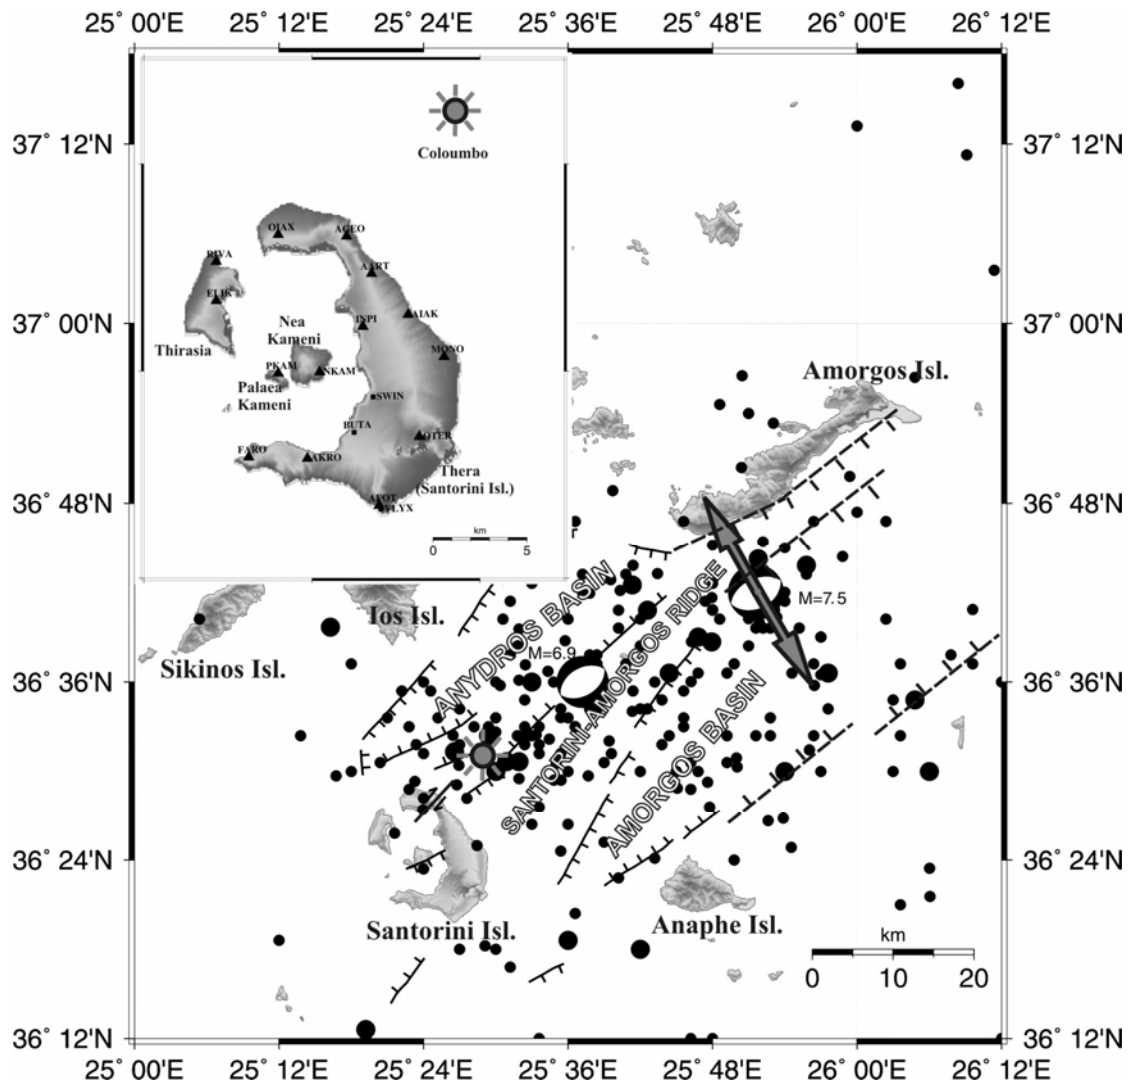 25° 00'E 25° 12'E 25° 24'E 25° 36'E 25° 48'E 26° 00'E 26° 12'E
37° 12'N
37° 12'N
Coloumbo
OIAX
AGEO
RIVA
AART
ELIK
AIAK
INPI
Nea
Kameni
Thirasia
MONO
37° 00'N
37° 00'N
PKAM
NKAM
Palaea
Kameni
SWIN
BUTA
OTER
FARO
AKRO
Thera
(Santorini Isl.)
VLYX
km
0 5
Amorgos Isl.
36° 48'N
36° 48'N
Ios Isl.
Sikinos Isl.
ANYDROS BASIN
SANTORINI-AMORGOS RIDGE
AMORGOS BASIN
M=7.5
M=6.9
36° 36'N
36° 36'N
36° 24'N
36° 24'N
Santorini Isl.
Anaphe Isl.
km
0 10 20
36° 12'N
36° 12'N
25° 00'E 25° 12'E 25° 24'E 25° 36'E 25° 48'E 26° 00'E 26° 12'E